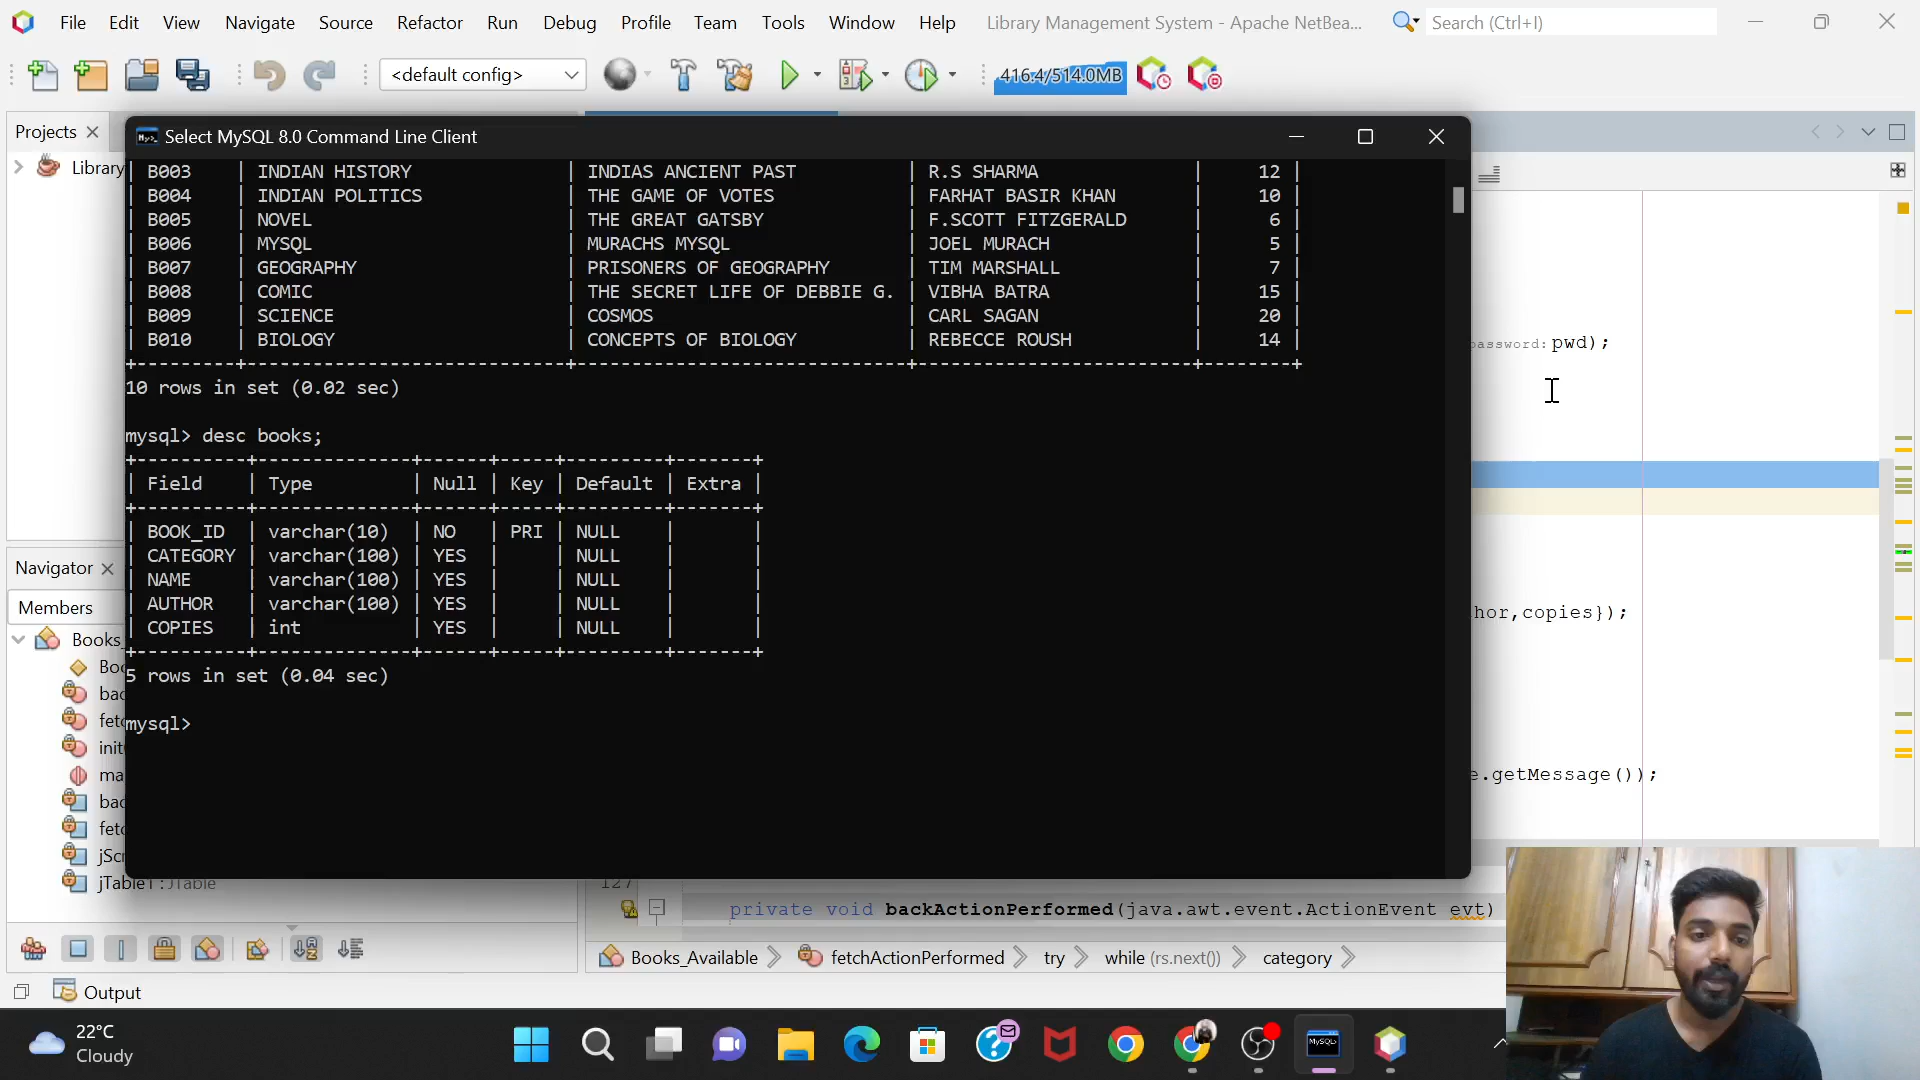 File Edit View Navigate Source Refactor Run Debug Profile Team Tools Window Help Library Management System - Apache NetBea... Search (Ctrl+I)
<default config> 416.4/514.0MB
Projects
Library
Select MySQL 8.0 Command Line Client
| B003 | INDIAN HISTORY | INDIAS ANCIENT PAST | R.S SHARMA | 12 |
| B004 | INDIAN POLITICS | THE GAME OF VOTES | FARHAT BASIR KHAN | 10 |
| B005 | NOVEL | THE GREAT GATSBY | F.SCOTT FITZGERALD | 6 |
| B006 | MYSQL | MURACHS MYSQL | JOEL MURACH | 5 |
| B007 | GEOGRAPHY | PRISONERS OF GEOGRAPHY | TIM MARSHALL | 7 |
| B008 | COMIC | THE SECRET LIFE OF DEBBIE G. | VIBHA BATRA | 15 |
| B009 | SCIENCE | COSMOS | CARL SAGAN | 20 |
| B010 | BIOLOGY | CONCEPTS OF BIOLOGY | REBECCE ROUSH | 14 |
10 rows in set (0.02 sec)
mysql> desc books;
| Field | Type | Null | Key | Default | Extra |
| BOOK_ID | varchar(10) | NO | PRI | NULL | |
| CATEGORY | varchar(100) | YES | | NULL | |
| NAME | varchar(100) | YES | | NULL | |
| AUTHOR | varchar(100) | YES | | NULL | |
| COPIES | int | YES | | NULL | |
5 rows in set (0.04 sec)
mysql>
pwd);
hor,copies});
e.getMessage());
Navigator
Members
Books_
jTable1 : JTable
127
private void backActionPerformed(java.awt.event.ActionEvent evt)
Books_Available fetchActionPerformed try while (rs.next()) category
Output
22°C
Cloudy